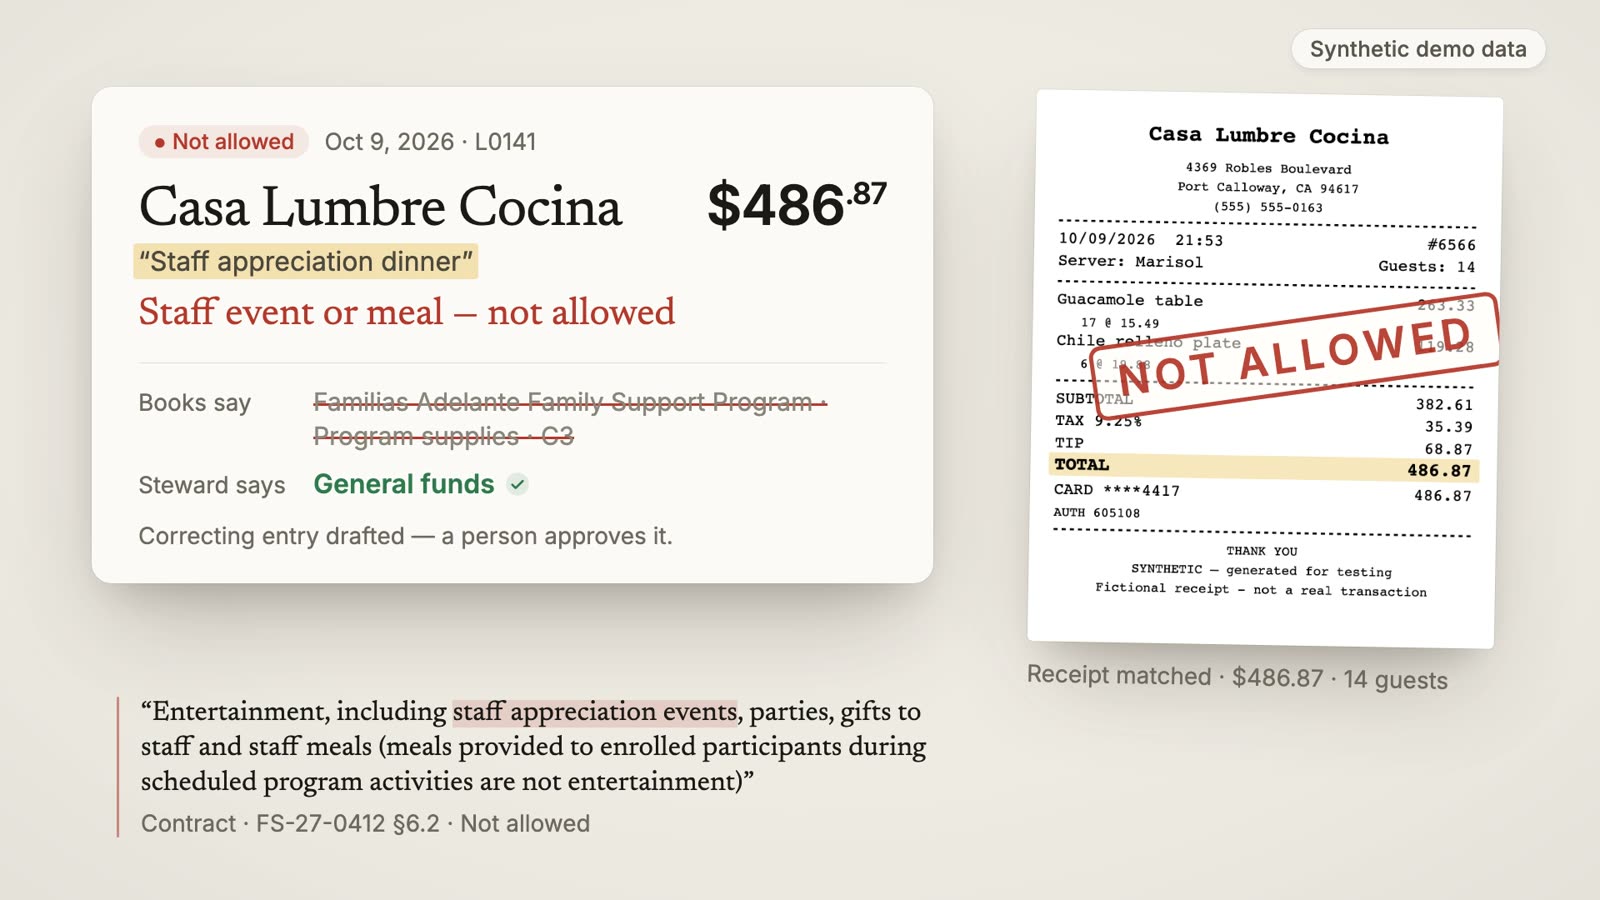 Synthetic demo data
Not allowed Oct 9, 2026 · L0141
Casa Lumbre Cocina $486.87
“Staff appreciation dinner”
Staff event or meal — not allowed
Books say Familias Adelante Family Support Program ·
Program supplies · C3
Steward says General funds
Correcting entry drafted — a person approves it.
“Entertainment, including staff appreciation events, parties, gifts to
staff and staff meals (meals provided to enrolled participants during
scheduled program activities are not entertainment)”
Contract · FS-27-0412 §6.2 · Not allowed
Casa Lumbre Cocina
4369 Robles Boulevard
Port Calloway, CA 94617
(555) 555-0163
10/09/2026 21:53 #6566
Server: Marisol Guests: 14
Guacamole table 263.33
17 @ 15.49
Chile relleno plate 119.28
6 @ 19.88
NOT ALLOWED
SUBTOTAL 382.61
TAX 9.25% 35.39
TIP 68.87
TOTAL 486.87
CARD ****4417 486.87
AUTH 605108
THANK YOU
SYNTHETIC — generated for testing
Fictional receipt - not a real transaction
Receipt matched · $486.87 · 14 guests